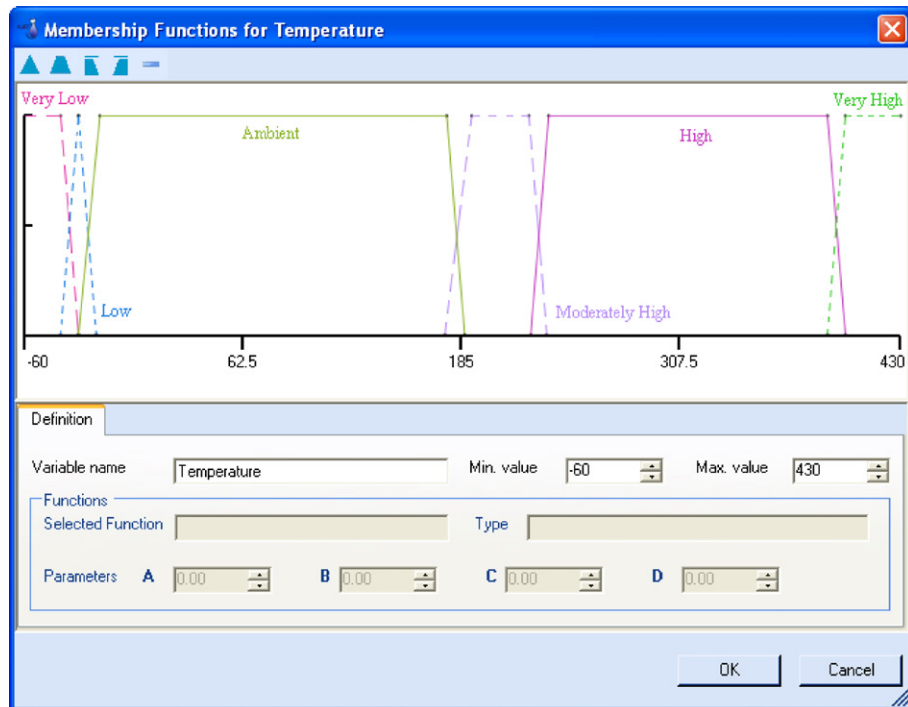 Membership Functions for Temperature
Very Low
Very High
Ambient
High
Low
Moderately High
-60 62.5 185 307.5 430
Definition
Variable name Temperature Min. value -60 Max. value 430
Functions
Selected Function Type
Parameters A 0.00 B 0.00 C 0.00 D 0.00
OK Cancel